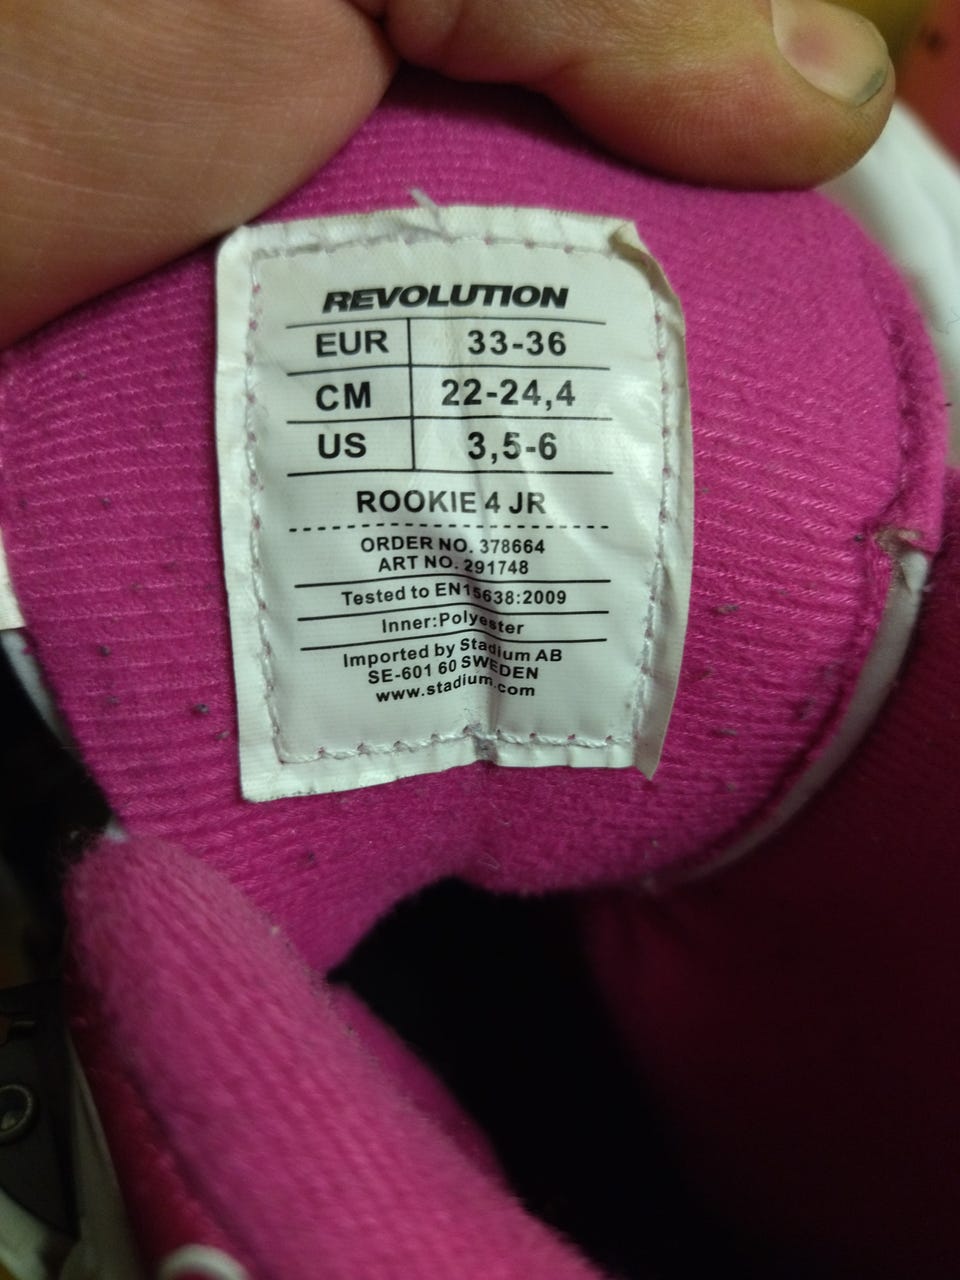 REVOLUTION
EUR 33-36
CM 22-24,4
US 3,5-6
ROOKIE 4 JR
ORDER NO. 378664
ART NO. 291748
Tested to EN15638:2009
Inner:Polyester
Imported by Stadium AB
SE-601 60 SWEDEN
www.stadium.com